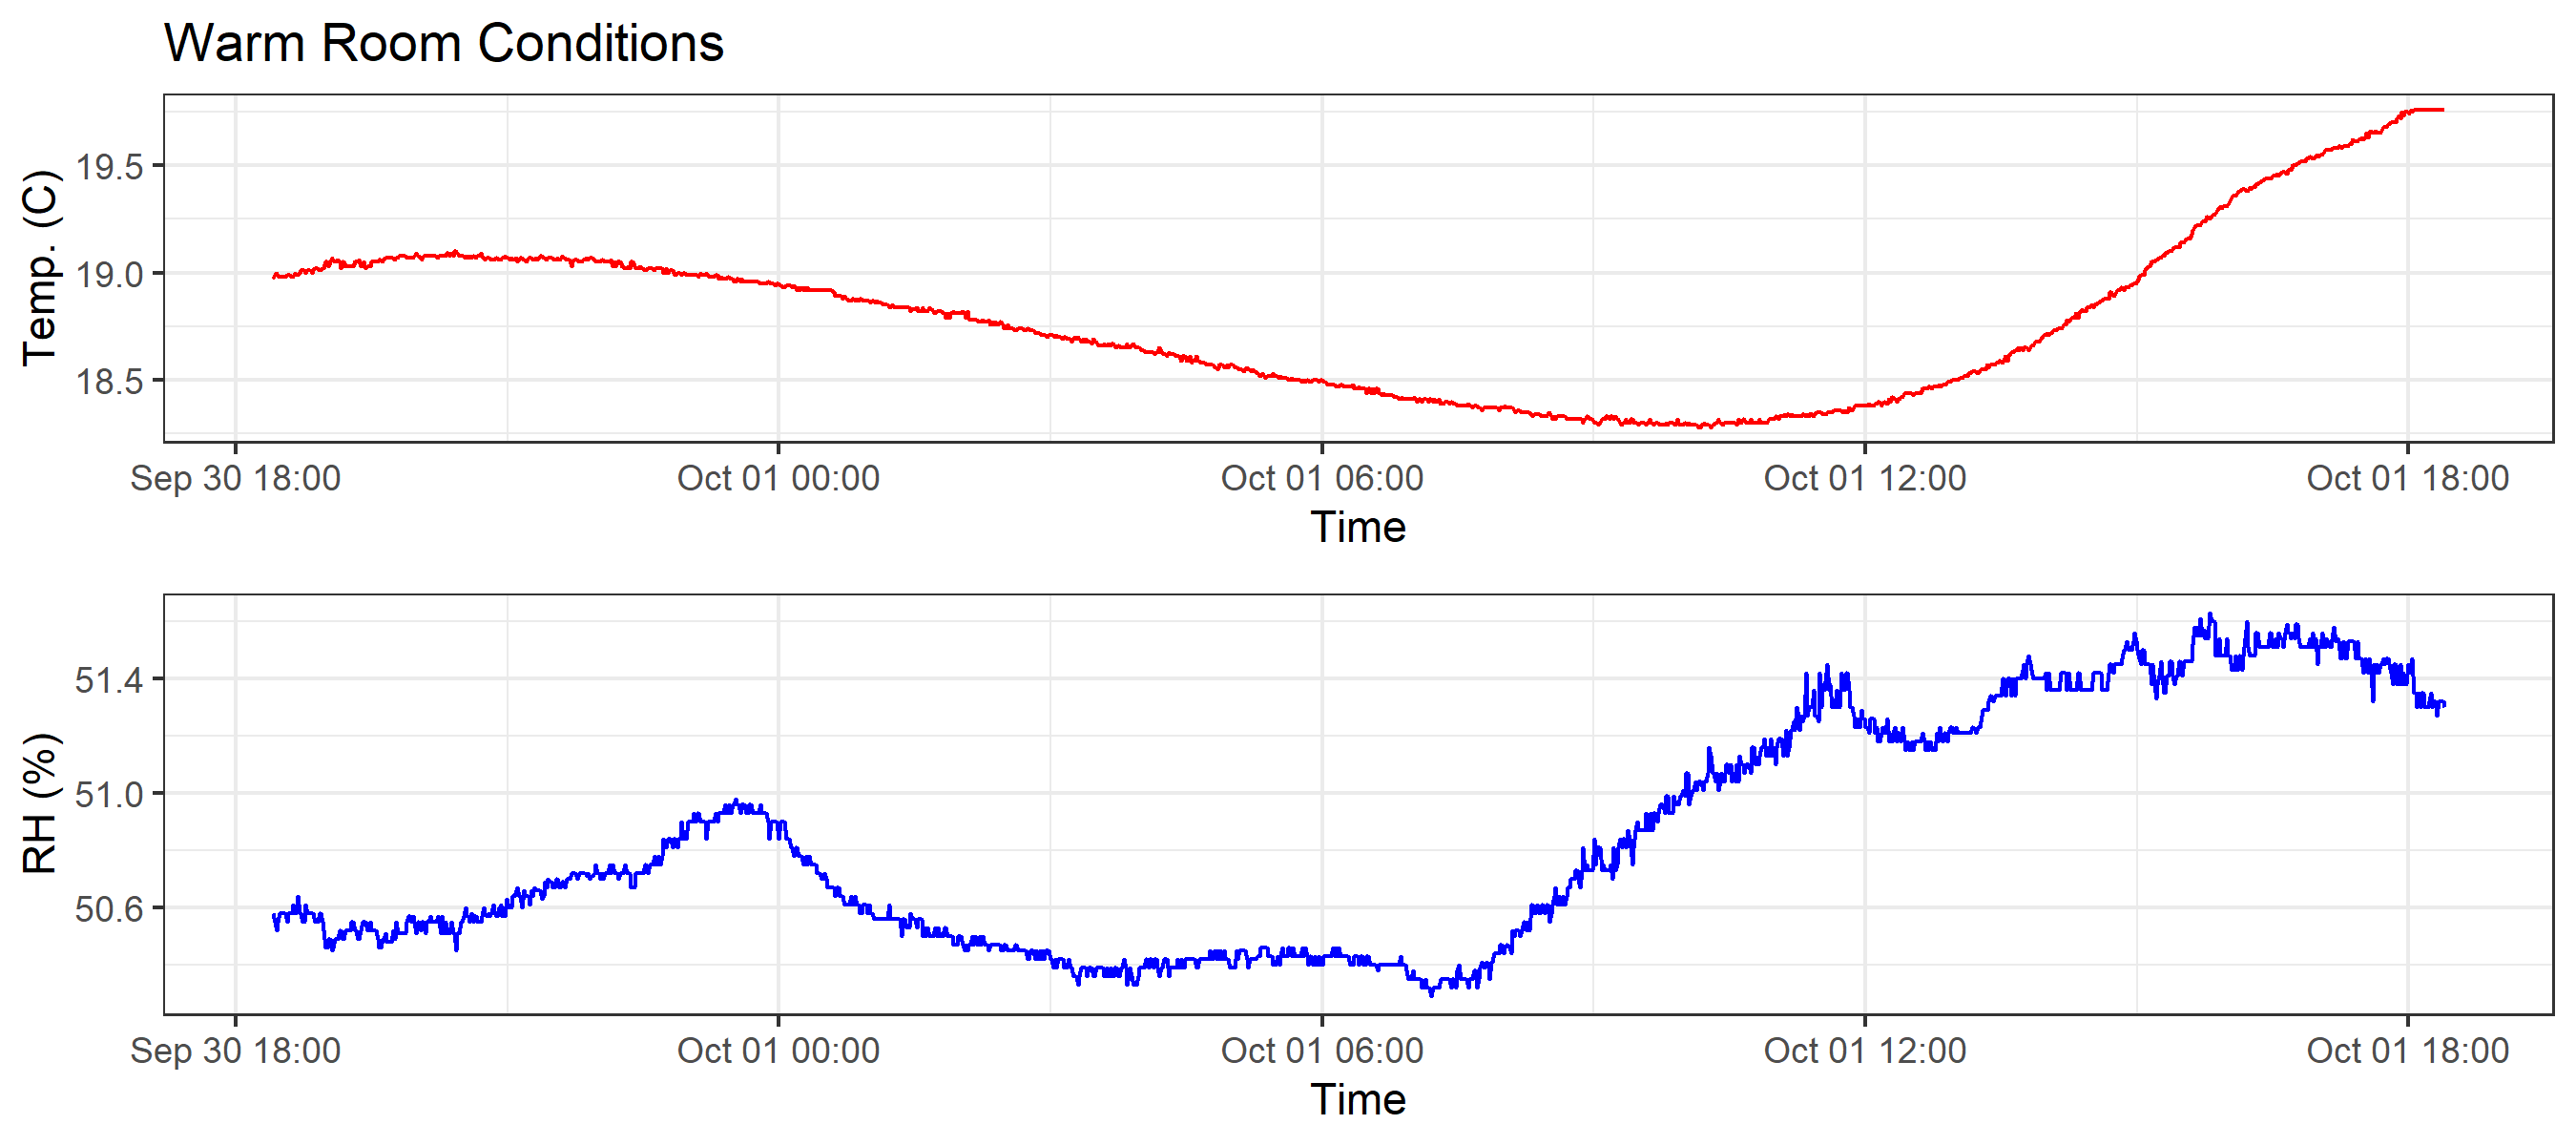 Warm Room Conditions
Temp. (C)
19.5
19.0
18.5
Sep 30 18:00 Oct 01 00:00 Oct 01 06:00 Oct 01 12:00 Oct 01 18:00
Time
RH (%)
51.4
51.0
50.6
Sep 30 18:00 Oct 01 00:00 Oct 01 06:00 Oct 01 12:00 Oct 01 18:00
Time